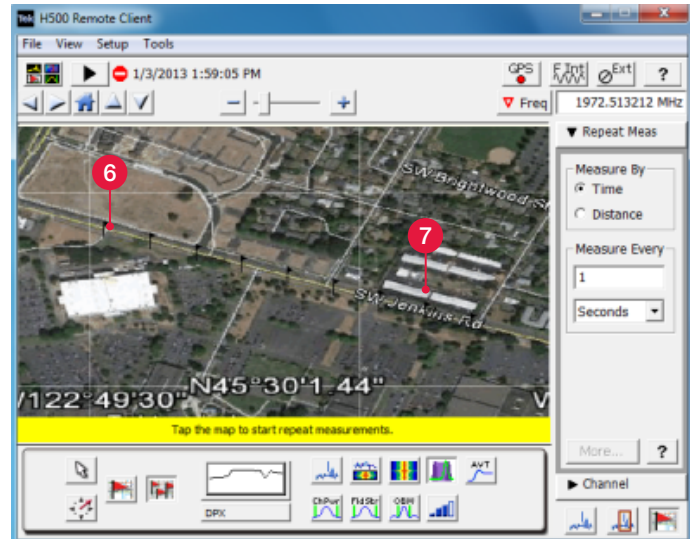 Tek H500 Remote Client
File View Setup Tools
1/3/2013 1:59:05 PM
GPS F.Int Ext ?
Freq 1972.513212 MHz
Repeat Meas
Measure By
Time
Distance
Measure Every
1
Seconds
More... ?
Channel
6
7
SW-Brightwood-St
SW-Jenkins-Rd
N45°30'1.44"
/122°49'30"
V
Tap the map to start repeat measurements.
AVT
DPX
ChPwr FldStr OBW